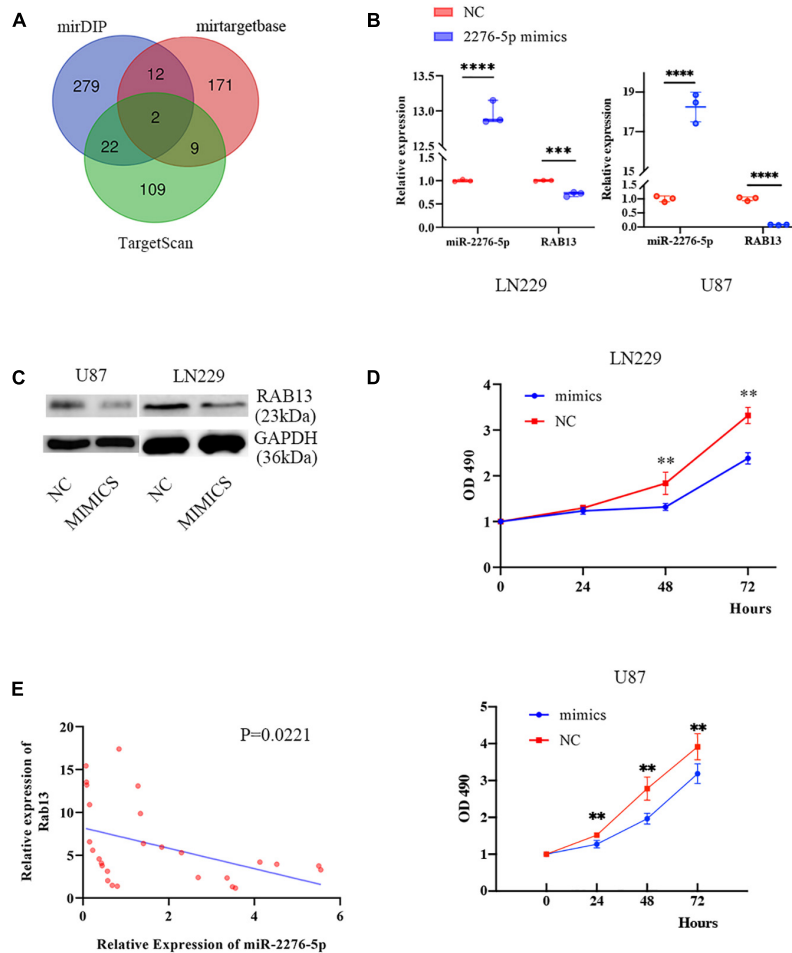 A
mirDIP
mirtargetbase
279
12
171
2
22
9
109
TargetScan
B
NC
2276-5p mimics
Relative expression
13.5
13.0
12.5
1.5
1.0
0.5
0.0
****
***
miR-2276-5p
RAB13
LN229
Relative expression
19
17
15
1.5
1.0
0.5
0.0
****
****
miR-2276-5p
RAB13
U87
C
U87
LN229
RAB13
(23kDa)
GAPDH
(36kDa)
NC
MIMICS
NC
MIMICS
D
LN229
mimics
NC
OD 490
4
3
2
1
0
**
**
0
24
48
72
Hours
U87
mimics
NC
OD 490
5
4
3
2
1
0
**
**
**
0
24
48
72
Hours
E
P=0.0221
Relative expression of
Rab13
20
15
10
5
0
0
2
4
6
Relative Expression of miR-2276-5p